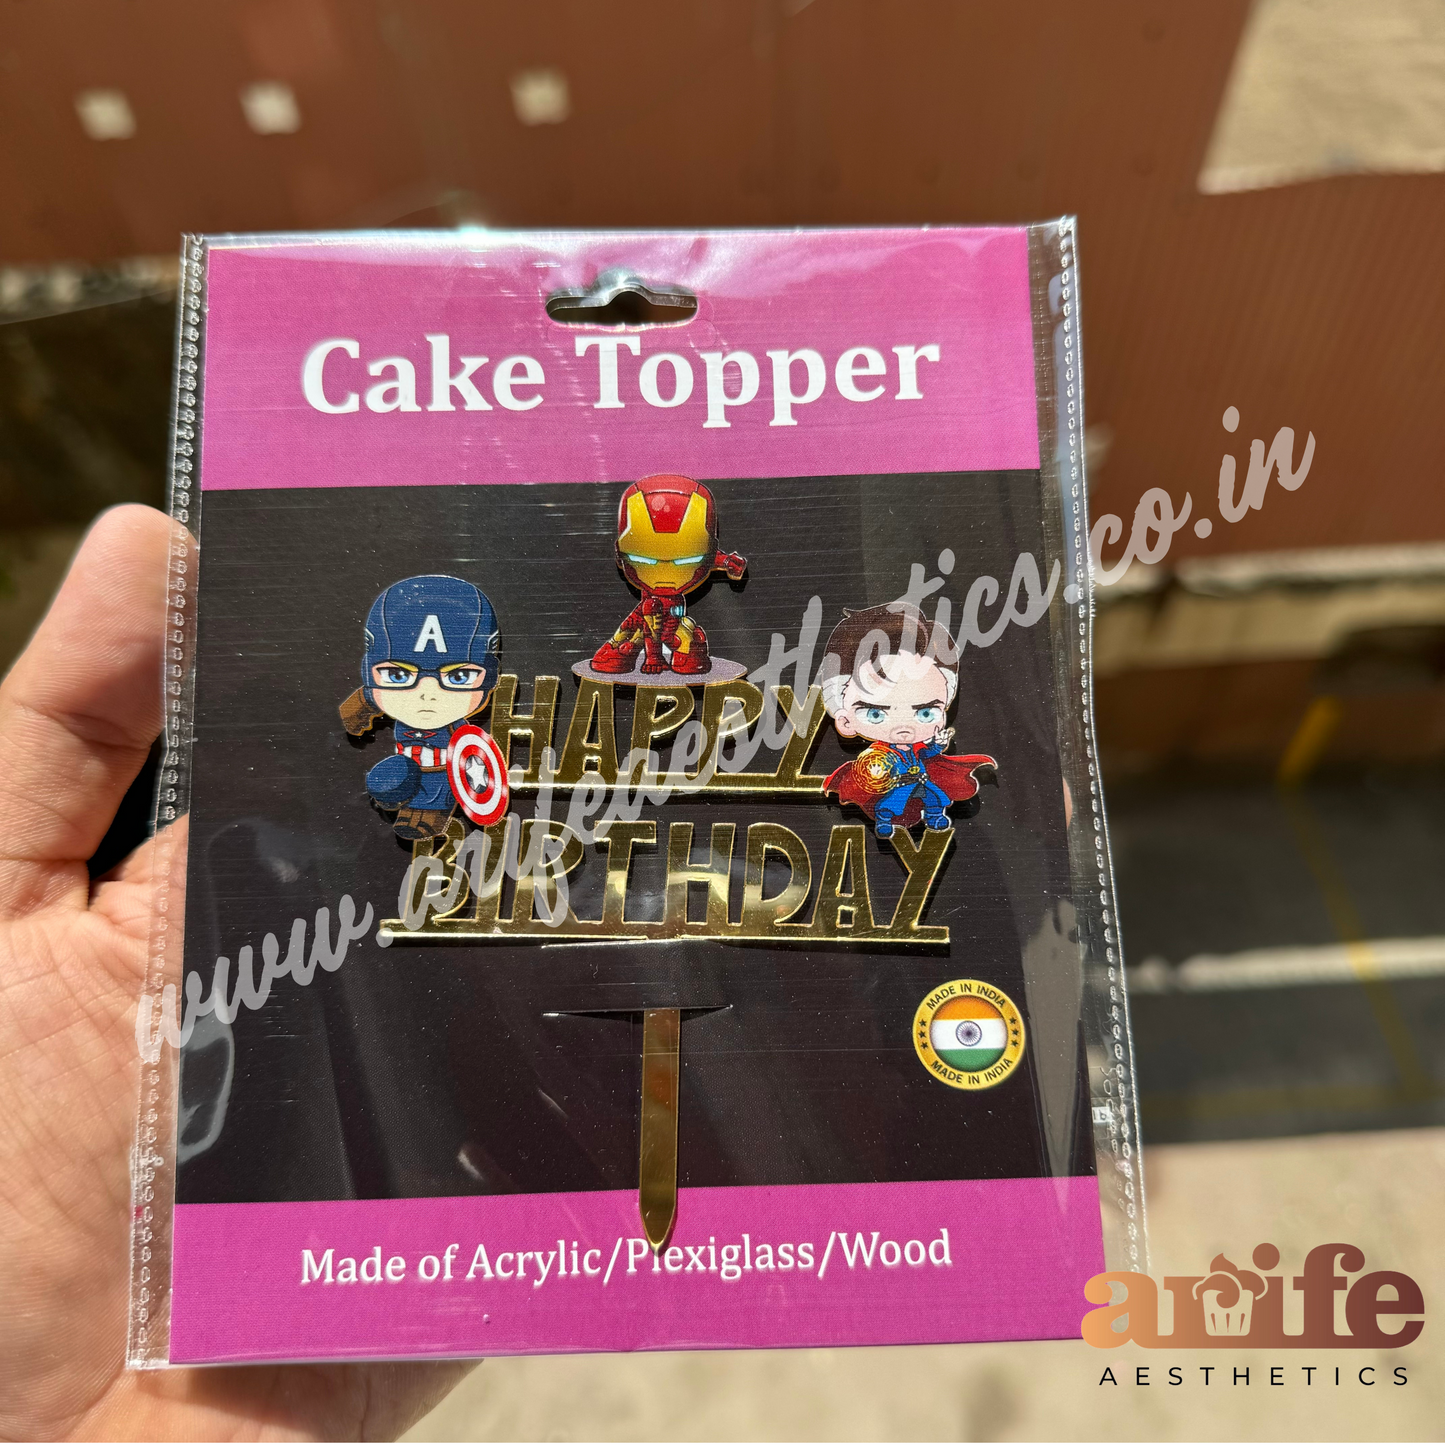 Cake Topper
A
HAPPY
BIRTHDAY
www.arifeaesthetics.co.in
MADE IN INDIA
MADE IN INDIA
Made of Acrylic/Plexiglass/Wood
arife
AESTHETICS